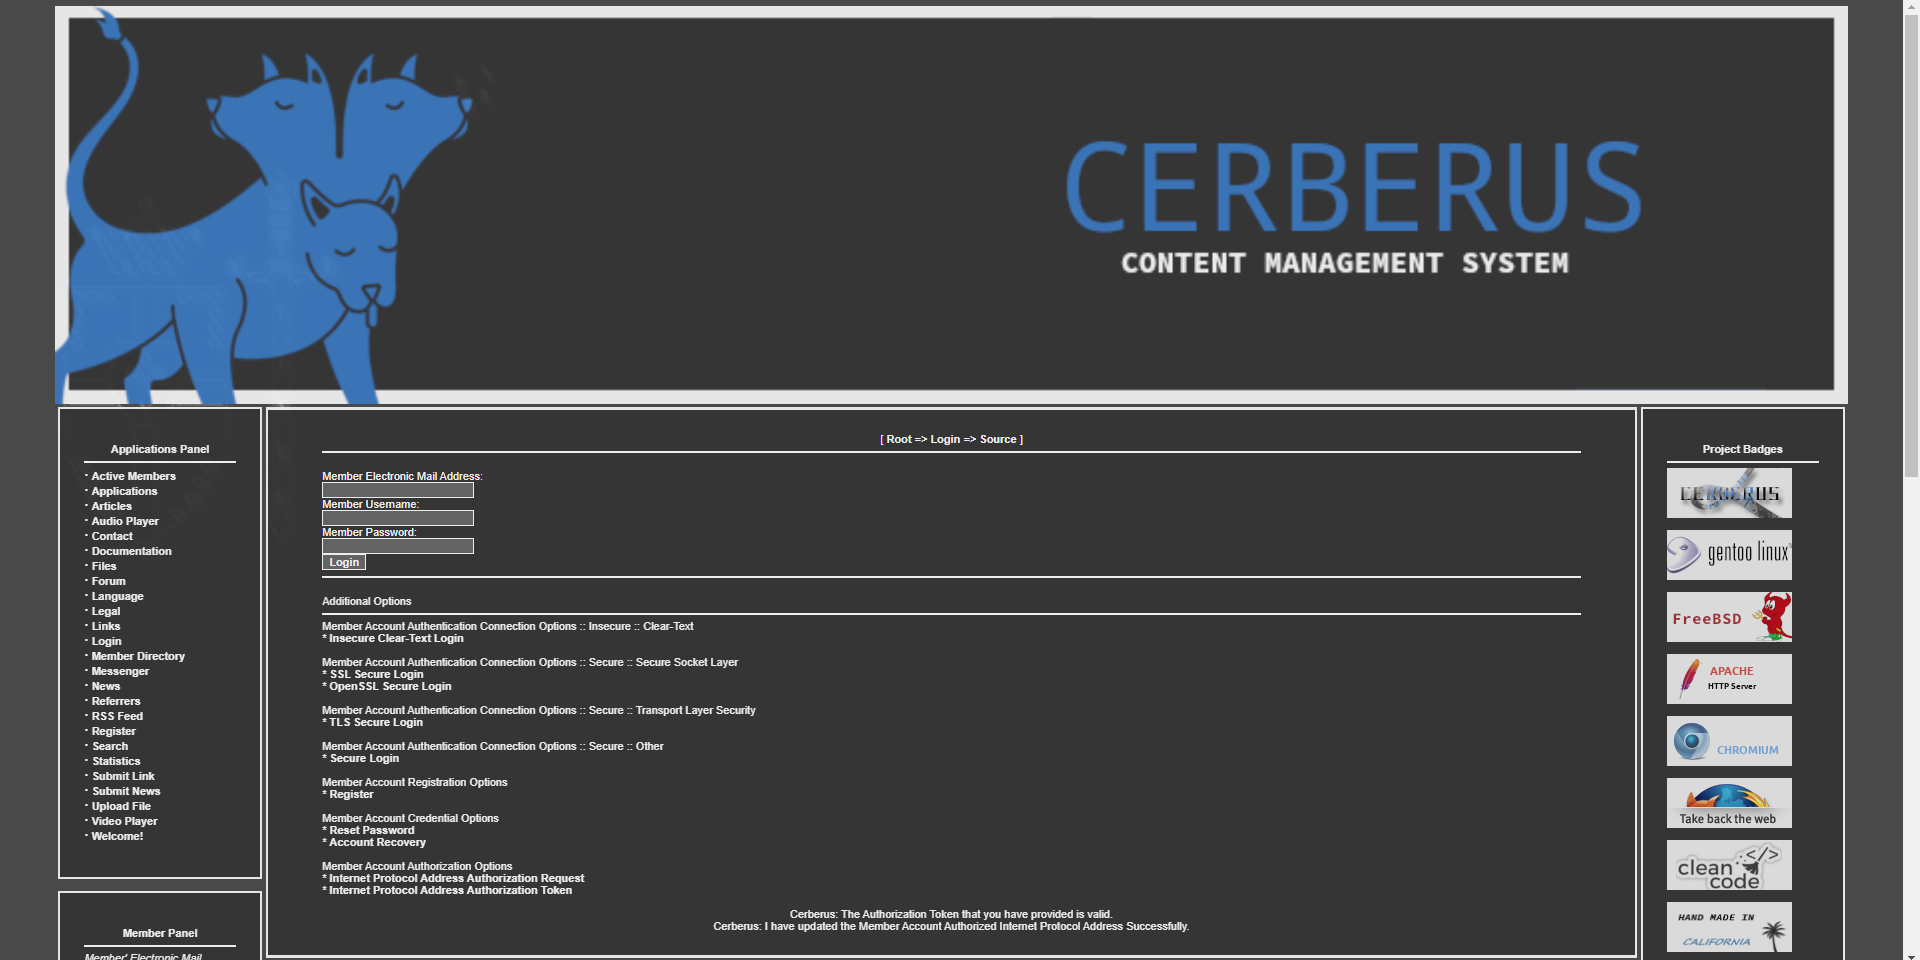 CERBERUS
CONTENT MANAGEMENT SYSTEM
Applications Panel
· Active Members
· Applications
· Articles
· Audio Player
· Contact
· Documentation
· Files
· Forum
· Language
· Legal
· Links
· Login
· Member Directory
· Messenger
· News
· Referrers
· RSS Feed
· Register
· Search
· Statistics
· Submit Link
· Submit News
· Upload File
· Video Player
· Welcome!
Member Panel
Member' Electronic Mail
[ Root => Login => Source ]
Member Electronic Mail Address:
Member Username:
Member Password:
Login
Additional Options
Member Account Authentication Connection Options :: Insecure :: Clear-Text
* Insecure Clear-Text Login
Member Account Authentication Connection Options :: Secure :: Secure Socket Layer
* SSL Secure Login
* OpenSSL Secure Login
Member Account Authentication Connection Options :: Secure :: Transport Layer Security
* TLS Secure Login
Member Account Authentication Connection Options :: Secure :: Other
* Secure Login
Member Account Registration Options
* Register
Member Account Credential Options
* Reset Password
* Account Recovery
Member Account Authorization Options
* Internet Protocol Address Authorization Request
* Internet Protocol Address Authorization Token
Cerberus: The Authorization Token that you have provided is valid.
Cerberus: I have updated the Member Account Authorized Internet Protocol Address Successfully.
Project Badges
CERBERUS
gentoo linux
FreeBSD
APACHE
HTTP Server
CHROMIUM
Take back the web
clean </>
code
HAND MADE IN
CALIFORNIA